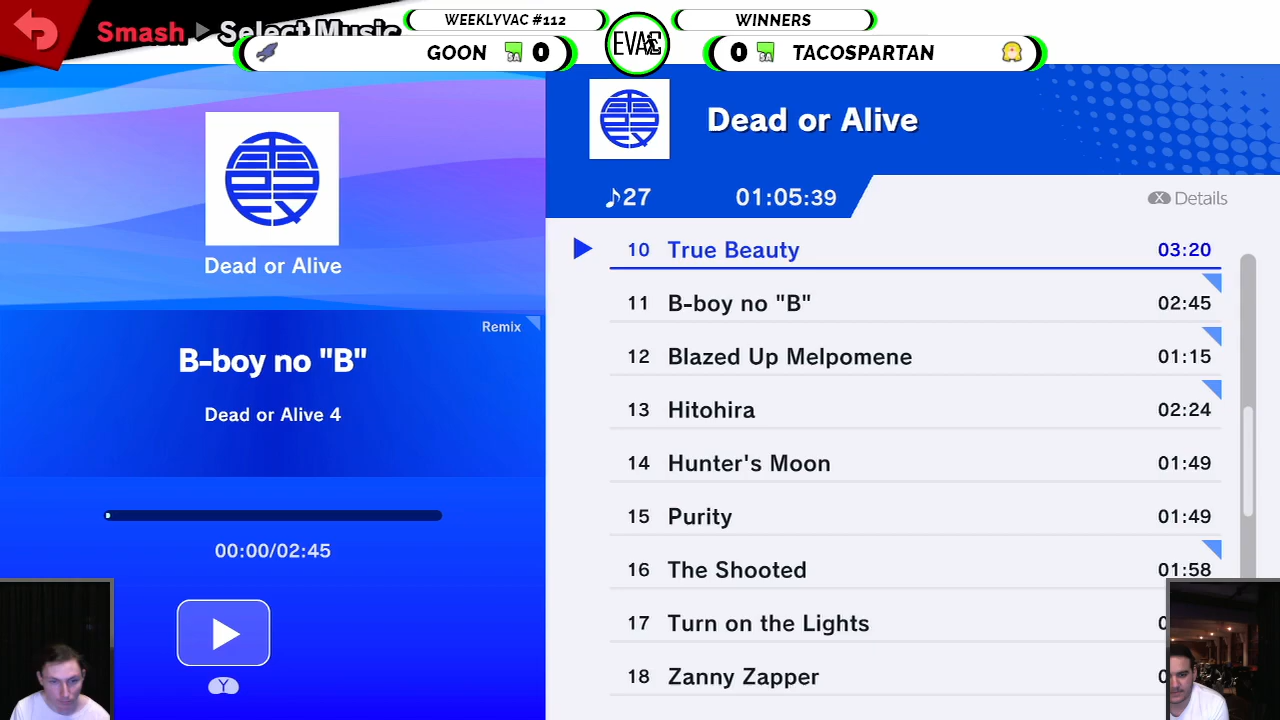 WEEKLYVAC #112
WINNERS
Smash ▶ Select Music
GOON SA 0
EVAC
0 SA TACOSPARTAN
Dead or Alive
Dead or Alive
♪27 01:05:39
X Details
Remix
B-boy no "B"
Dead or Alive 4
00:00/02:45
Y
10 True Beauty 03:20
11 B-boy no "B" 02:45
12 Blazed Up Melpomene 01:15
13 Hitohira 02:24
14 Hunter's Moon 01:49
15 Purity 01:49
16 The Shooted 01:58
17 Turn on the Lights
18 Zanny Zapper